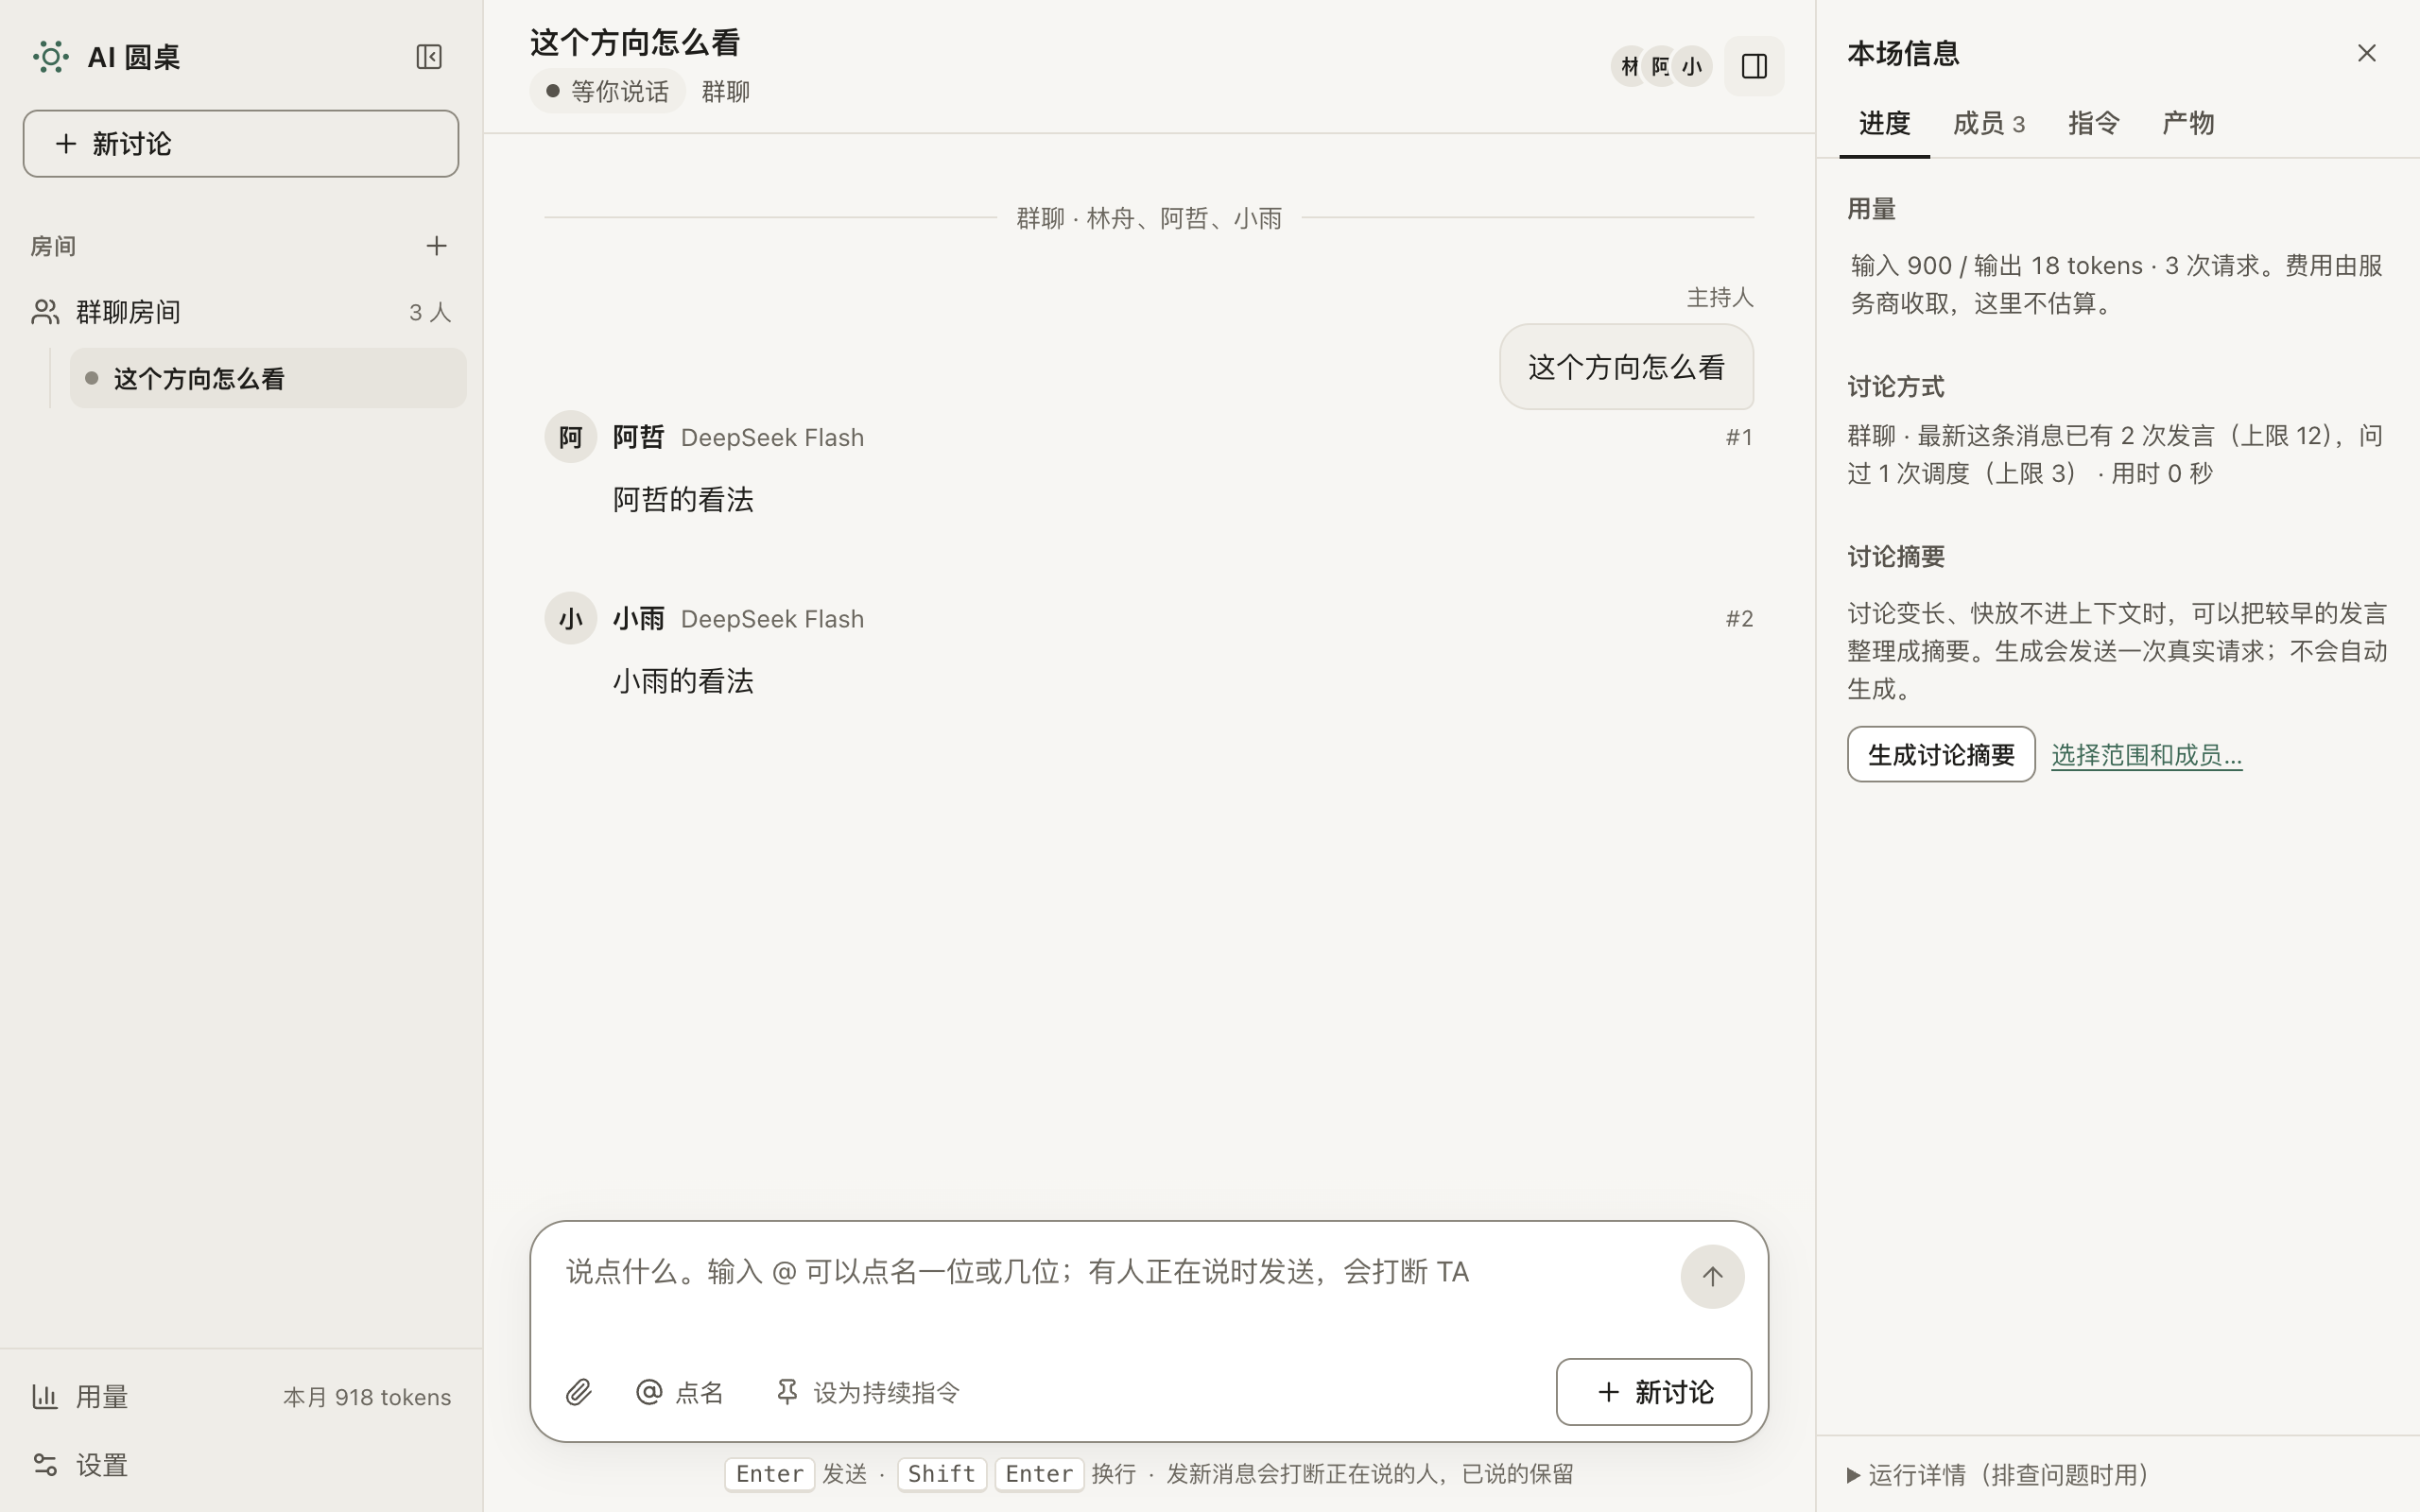 AI 圆桌
新讨论
房间
群聊房间 3 人
这个方向怎么看
用量 本月 918 tokens
设置
这个方向怎么看
等你说话 群聊
林 阿 小
群聊 · 林舟、阿哲、小雨
主持人
这个方向怎么看
阿 阿哲 DeepSeek Flash #1
阿哲的看法
小 小雨 DeepSeek Flash #2
小雨的看法
说点什么。输入 @ 可以点名一位或几位；有人正在说时发送，会打断 TA
点名 设为持续指令 新讨论
Enter 发送 · Shift Enter 换行 · 发新消息会打断正在说的人，已说的保留
本场信息
进度 成员 3 指令 产物
用量
输入 900 / 输出 18 tokens · 3 次请求。费用由服
务商收取，这里不估算。
讨论方式
群聊 · 最新这条消息已有 2 次发言（上限 12），问
过 1 次调度（上限 3） · 用时 0 秒
讨论摘要
讨论变长、快放不进上下文时，可以把较早的发言
整理成摘要。生成会发送一次真实请求；不会自动
生成。
生成讨论摘要 选择范围和成员...
运行详情（排查问题时用）